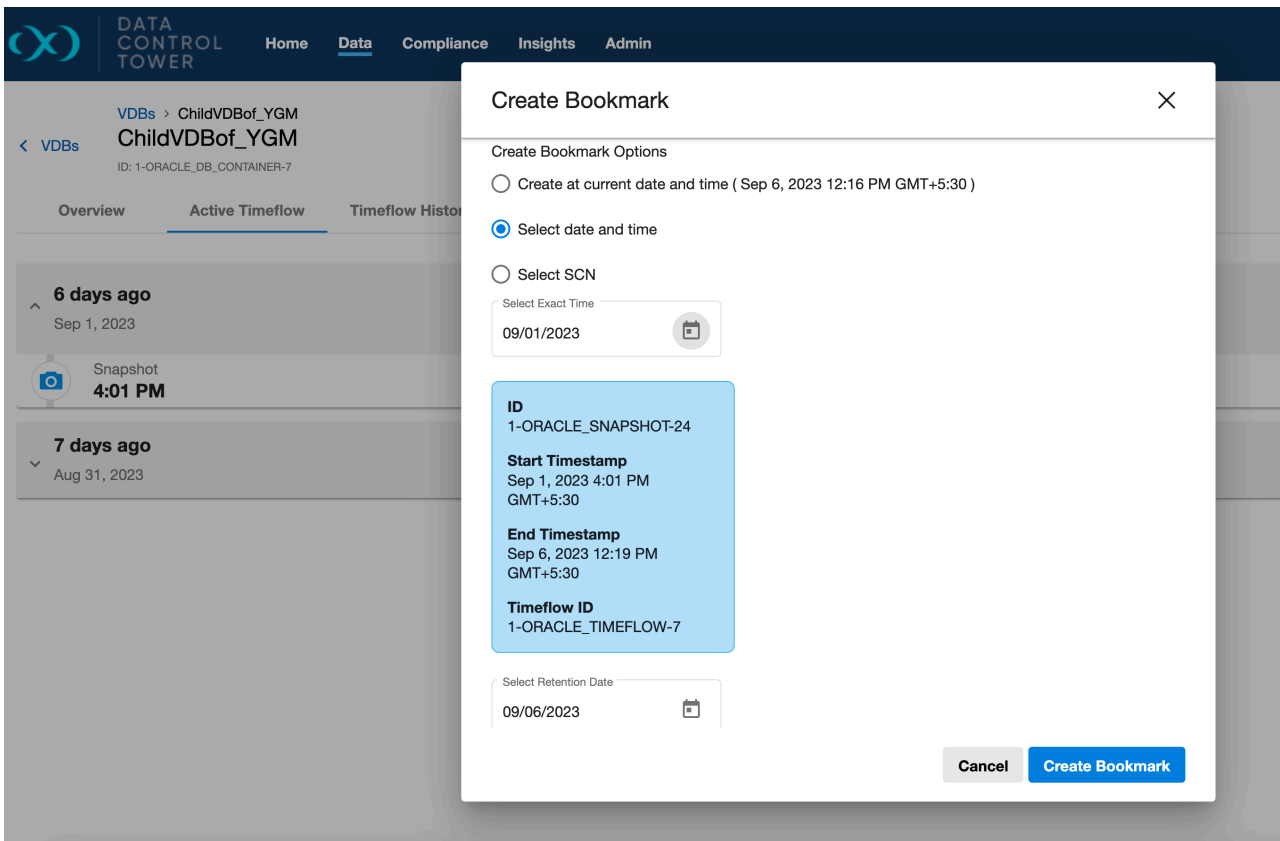 DATA
CONTROL
TOWER
Home Data Compliance Insights Admin
VDBs > ChildVDBof_YGM
< VDBs
ChildVDBof_YGM
ID: 1-ORACLE_DB_CONTAINER-7
Overview Active Timeflow Timeflow Histor
6 days ago
Sep 1, 2023
Snapshot
4:01 PM
7 days ago
Aug 31, 2023
Create Bookmark
Create Bookmark Options
Create at current date and time ( Sep 6, 2023 12:16 PM GMT+5:30 )
Select date and time
Select SCN
Select Exact Time
09/01/2023
ID
1-ORACLE_SNAPSHOT-24
Start Timestamp
Sep 1, 2023 4:01 PM
GMT+5:30
End Timestamp
Sep 6, 2023 12:19 PM
GMT+5:30
Timeflow ID
1-ORACLE_TIMEFLOW-7
Select Retention Date
09/06/2023
Cancel Create Bookmark